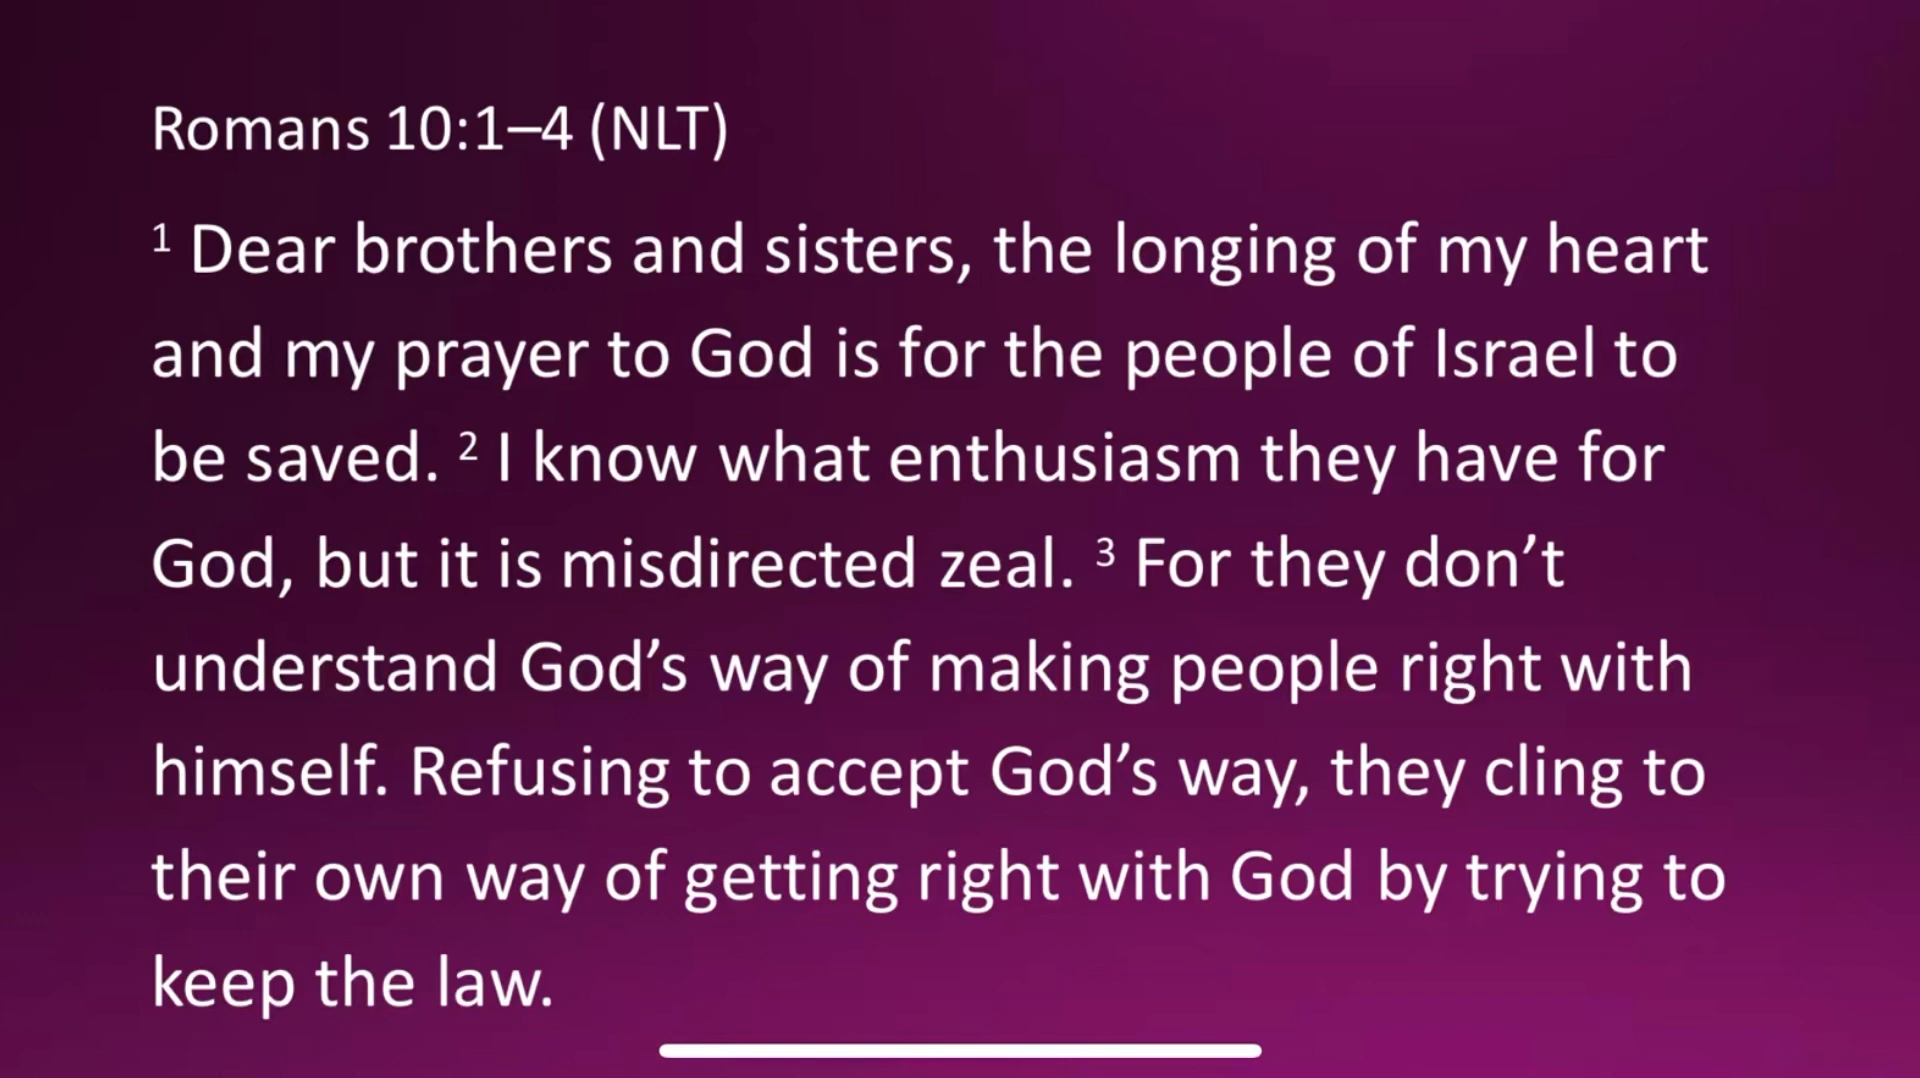 Romans 10:1–4 (NLT)
¹ Dear brothers and sisters, the longing of my heart
and my prayer to God is for the people of Israel to
be saved. ² I know what enthusiasm they have for
God, but it is misdirected zeal. ³ For they don’t
understand God’s way of making people right with
himself. Refusing to accept God’s way, they cling to
their own way of getting right with God by trying to
keep the law.